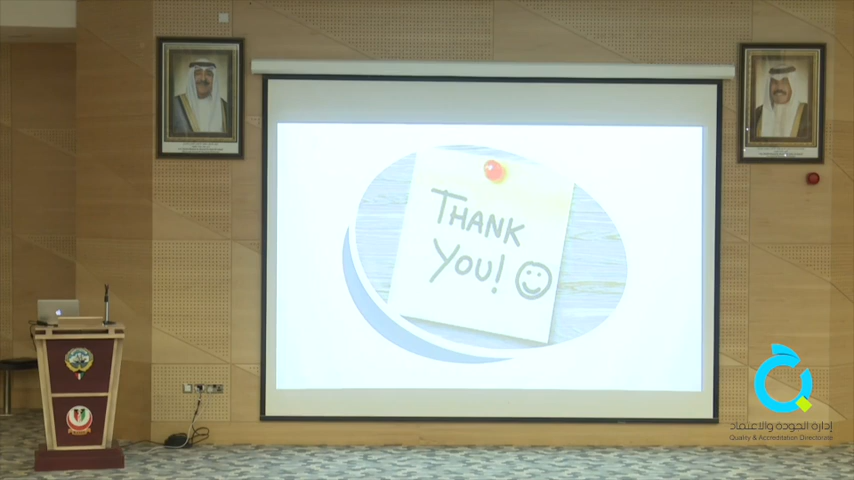 THANK
YOU!
إدارة الجودة والاعتماد
Quality & Accreditation Directorate